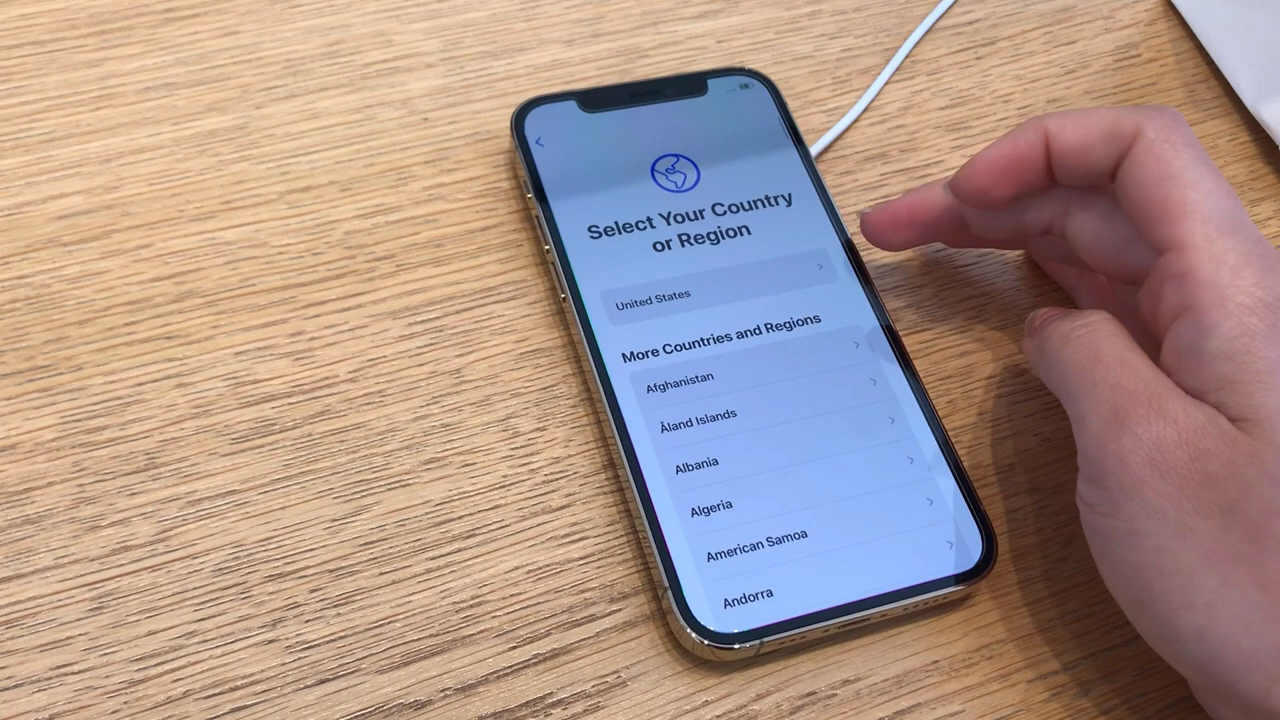 Select Your Country
or Region
United States
More Countries and Regions
Afghanistan
Åland Islands
Albania
Algeria
American Samoa
Andorra